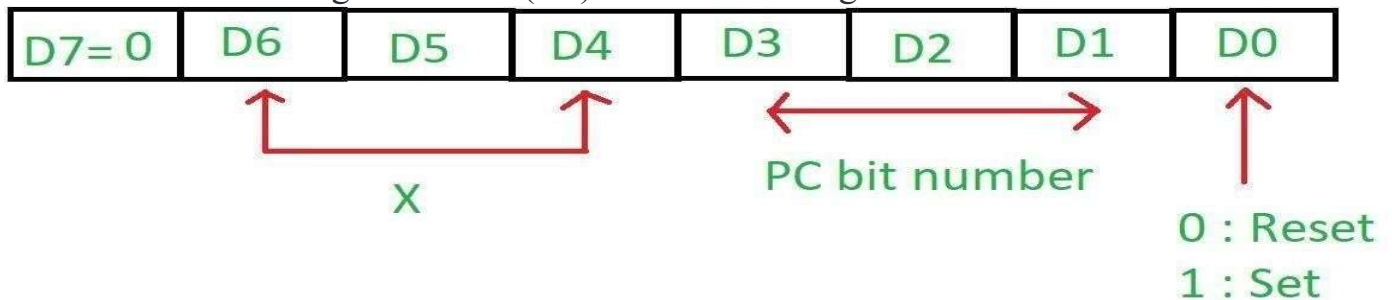 D7= 0 D6 D5 D4 D3 D2 D1 D0
X
PC bit number
0 : Reset
1 : Set